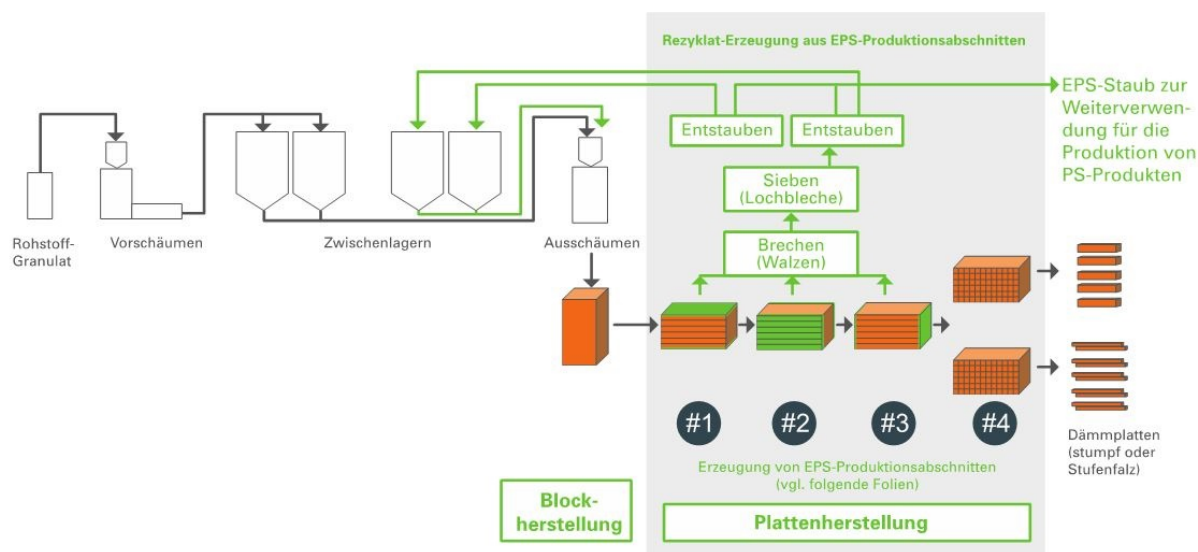 Rezyklat-Erzeugung aus EPS-Produktionsabschnitten
EPS-Staub zur
Weiterverwen-
dung für die
Produktion von
PS-Produkten
Entstauben
Entstauben
Sieben
(Lochbleche)
Brechen
(Walzen)
Rohstoff-
Granulat
Vorschäumen
Zwischenlagern
Ausschäumen
#1
#2
#3
#4
Dämmplatten
(stumpf oder
Stufenfalz)
Erzeugung von EPS-Produktionsabschnitten
(vgl. folgende Folien)
Block-
herstellung
Plattenherstellung